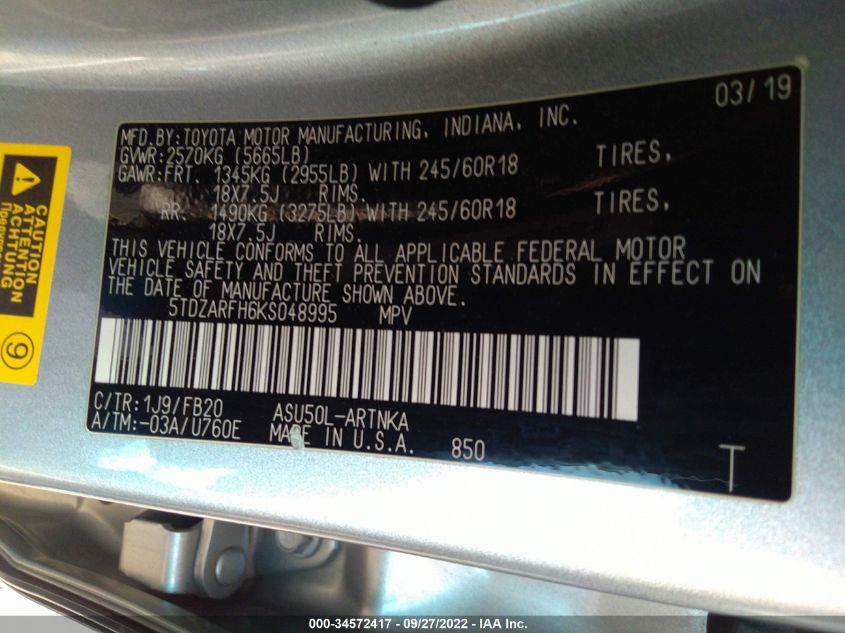 03/19
MFD.BY:TOYOTA MOTOR MANUFACTURING, INDIANA, INC.
GVWR:2570KG (5665LB)
GAWR:FRT. 1345KG (2955LB) WITH 245/60R18 TIRES,
18X7.5J RIMS.
RR. 1490KG (3275LB) WITH 245/60R18 TIRES,
18X7.5J RIMS.
THIS VEHICLE CONFORMS TO ALL APPLICABLE FEDERAL MOTOR
VEHICLE SAFETY AND THEFT PREVENTION STANDARDS IN EFFECT ON
THE DATE OF MANUFACTURE SHOWN ABOVE.
5TDZARFH6KS048995 MPV
C/TR:1J9/FB20 ASU50L-ARTNKA
A/TM:-03A/U760E MADE IN U.S.A. 850
T
CAUTION
ATTENTION
ACHTUNG
9
000-34572417 - 09/27/2022 - IAA Inc.